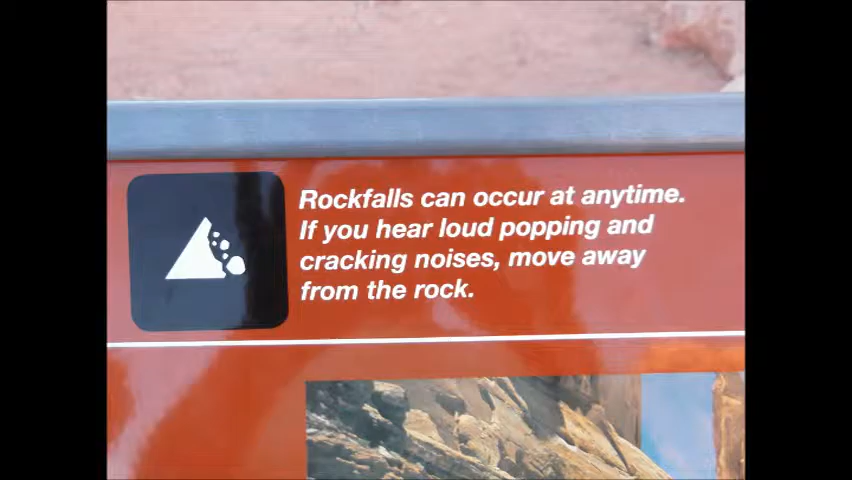 Rockfalls can occur at anytime.
If you hear loud popping and
cracking noises, move away
from the rock.